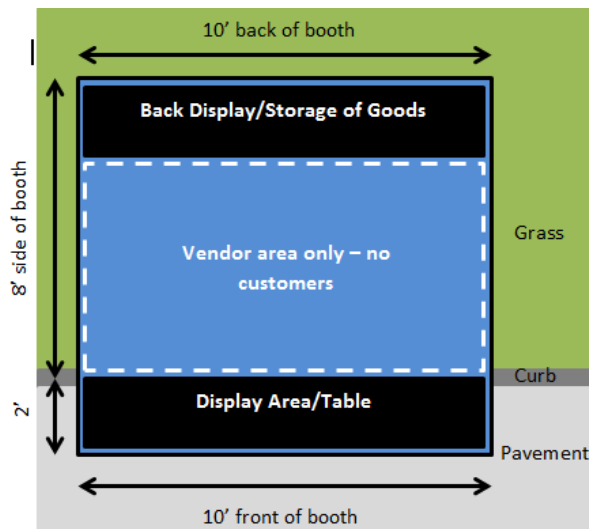 10’ back of booth
Back Display/Storage of Goods
8’ side of booth
Vendor area only – no
customers
Grass
Curb
2’
Display Area/Table
Pavement
10’ front of booth